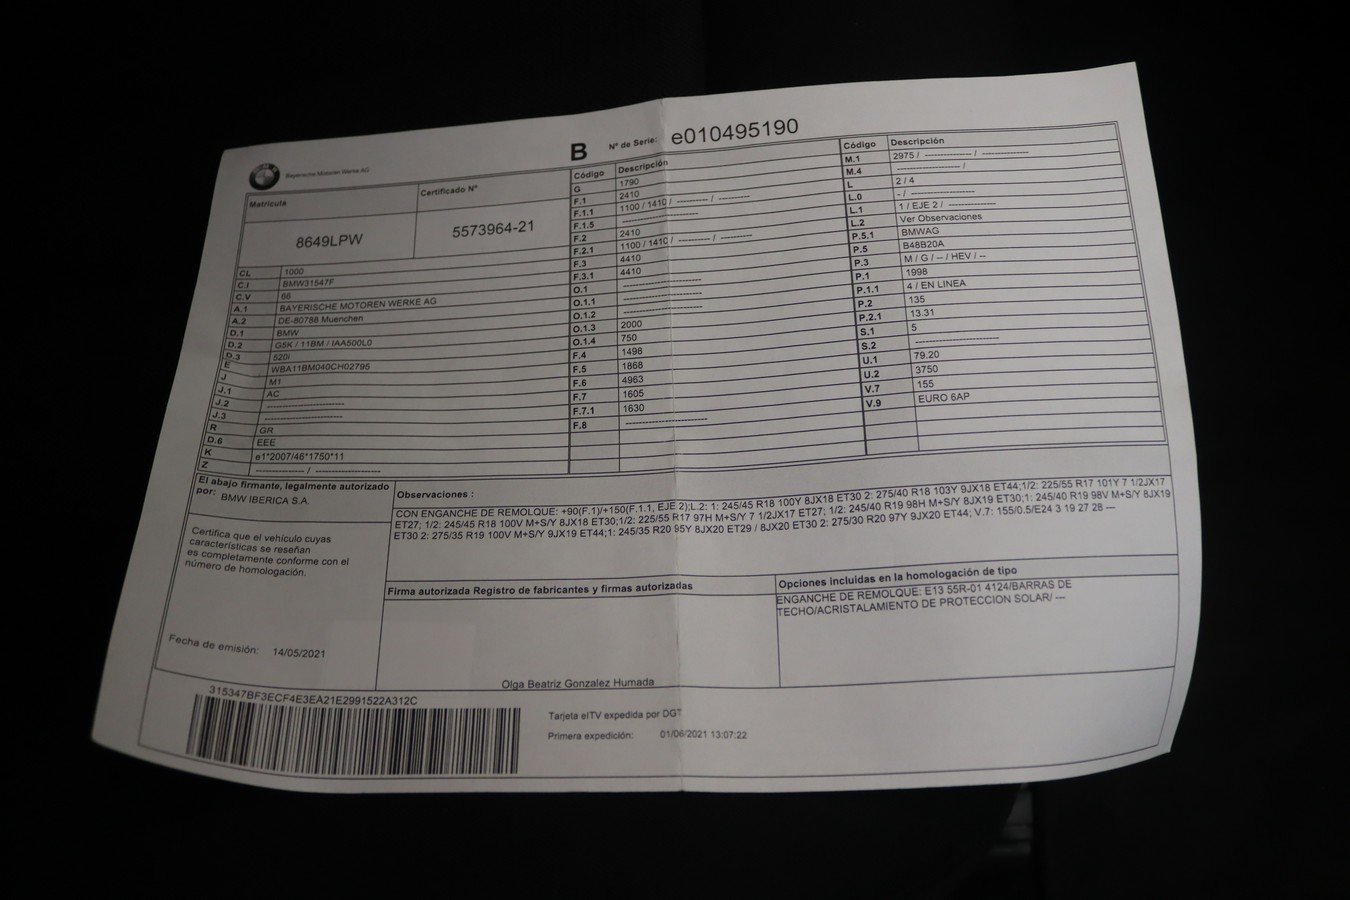 Bayerische Motoren Werke AG
B Nº de Serie: e010495190
Matrícula
Certificado Nº
8649LPW
5573964-21
CL 1000
C.I BMW31547F
C.V 66
A.1 BAYERISCHE MOTOREN WERKE AG
A.2 DE-80788 Muenchen
D.1 BMW
D.2 G5K / 11BM / IAA500L0
D.3 520i
E WBA11BM040CH02795
J M1
J.1 AC
J.2 --------------------
J.3 --------------------
R GR
D.6 EEE
K e1*2007/46*1750*11
Z ------------- / -----------------
Código Descripción
G 1790
F.1 2410
F.1.1 1100 / 1410 / ---------- / ----------
F.1.5 --------------------
F.2 2410
F.2.1 1100 / 1410 / ---------- / ----------
F.3 4410
F.3.1 4410
O.1 --------------------
O.1.1 --------------------
O.1.2 --------------------
O.1.3 2000
O.1.4 750
F.4 1498
F.5 1868
F.6 4963
F.7 1605
F.7.1 1630
F.8 --------------------
Código Descripción
M.1 2975 / ------------- / -------------
M.4 ------------------ /
L 2 / 4
L.0 - / ------------------
L.1 1 / EJE 2 / ------------------
L.2 Ver Observaciones
P.5.1 BMWAG
P.5 B48B20A
P.3 M / G / -- / HEV / --
P.1 1998
P.1.1 4 / EN LINEA
P.2 135
P.2.1 13.31
S.1 5
S.2 --------------------
U.1 79.20
U.2 3750
V.7 155
V.9 EURO 6AP
El abajo firmante, legalmente autorizado
por: BMW IBERICA S.A.
Certifica que el vehículo cuyas
características se reseñan
es completamente conforme con el
número de homologación.
Fecha de emisión: 14/05/2021
Observaciones :
CON ENGANCHE DE REMOLQUE: +90(F.1)/+150(F.1.1, EJE 2);L.2: 1: 245/45 R18 100Y 8JX18 ET30 2: 275/40 R18 103Y 9JX18 ET44;1/2: 225/55 R17 101Y 7 1/2JX17
ET27; 1/2: 245/45 R18 100V M+S/Y 8JX18 ET30;1/2: 225/55 R17 97H M+S/Y 7 1/2JX17 ET27; 1/2: 245/40 R19 98H M+S/Y 8JX19 ET30;1: 245/40 R19 98V M+S/Y 8JX19
ET30 2: 275/35 R19 100V M+S/Y 9JX19 ET44;1: 245/35 R20 95Y 8JX20 ET29 / 8JX20 ET30 2: 275/30 R20 97Y 9JX20 ET44; V.7: 155/0.5/E24 3 19 27 28 ---
Firma autorizada Registro de fabricantes y firmas autorizadas
Olga Beatriz Gonzalez Humada
Opciones incluidas en la homologación de tipo
ENGANCHE DE REMOLQUE: E13 55R-01 4124/BARRAS DE
TECHO/ACRISTALAMIENTO DE PROTECCION SOLAR/ ---
315347BF3ECF4E3EA21E2991522A312C
Tarjeta eITV expedida por DGT
Primera expedición: 01/06/2021 13:07:22